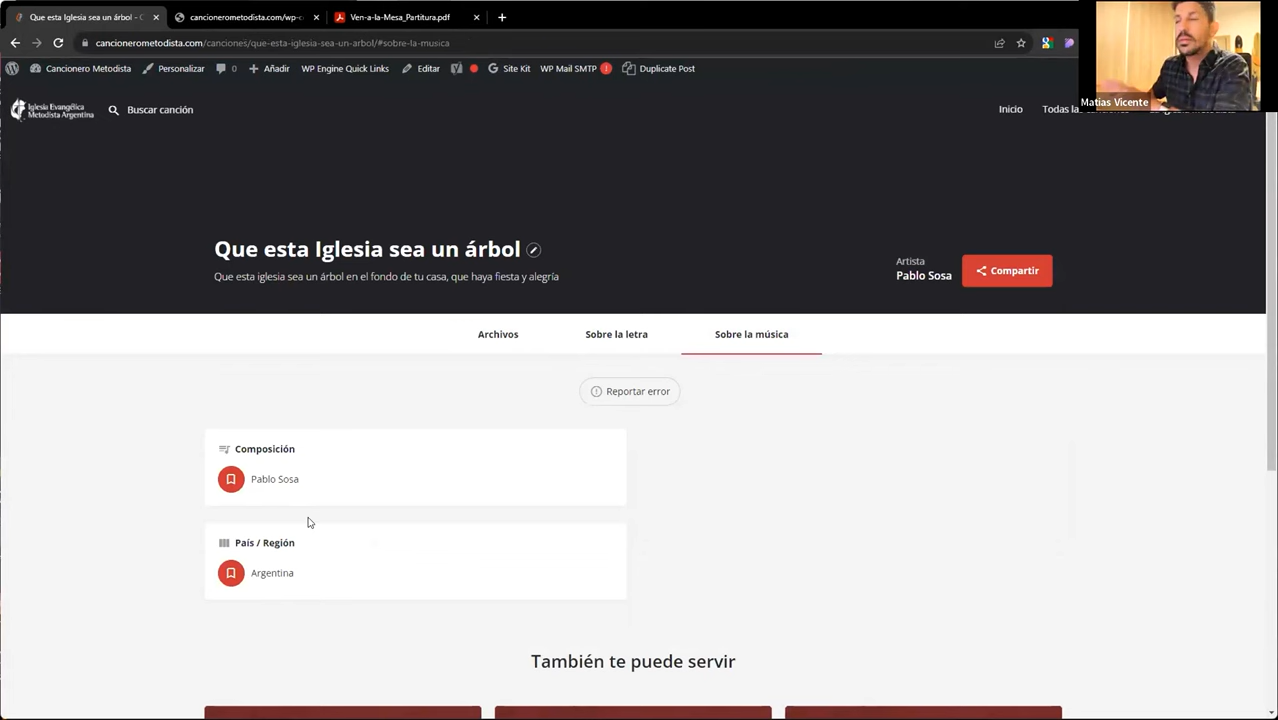 Que esta Iglesia sea un árbol - C
cancionerometodista.com/wp-c
Ven-a-la-Mesa_Partitura.pdf
cancionerometodista.com/canciones/que-esta-iglesia-sea-un-arbol/#sobre-la-musica
Cancionero Metodista
Personalizar
0
Añadir
WP Engine Quick Links
Editar
Site Kit
WP Mail SMTP
!
Duplicate Post
Matias Vicente
Iglesia Evangélica
Metodista Argentina
Buscar canción
Inicio
Todas la
Que esta Iglesia sea un árbol
Que esta iglesia sea un árbol en el fondo de tu casa, que haya fiesta y alegría
Artista
Pablo Sosa
Compartir
Archivos
Sobre la letra
Sobre la música
Reportar error
Composición
Pablo Sosa
País / Región
Argentina
También te puede servir